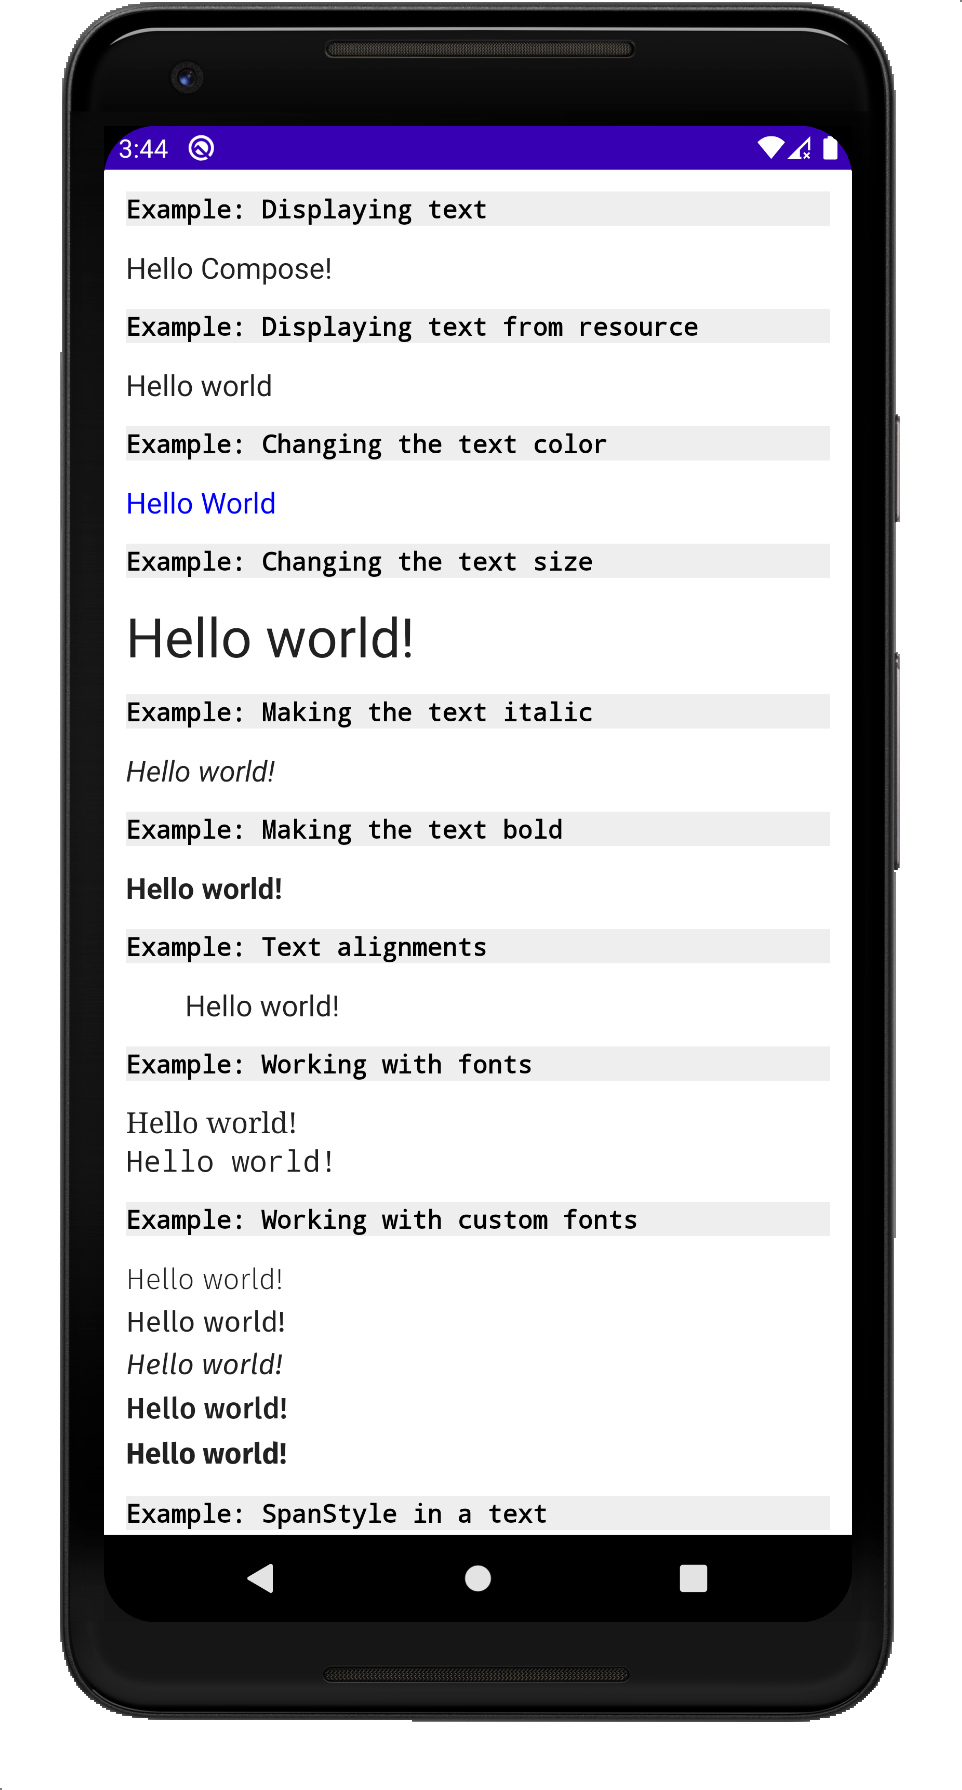 3:44
Example: Displaying text
Hello Compose!
Example: Displaying text from resource
Hello world
Example: Changing the text color
Hello World
Example: Changing the text size
Hello world!
Example: Making the text italic
Hello world!
Example: Making the text bold
Hello world!
Example: Text alignments
Hello world!
Example: Working with fonts
Hello world!
Hello world!
Example: Working with custom fonts
Hello world!
Hello world!
Hello world!
Hello world!
Hello world!
Example: SpanStyle in a text